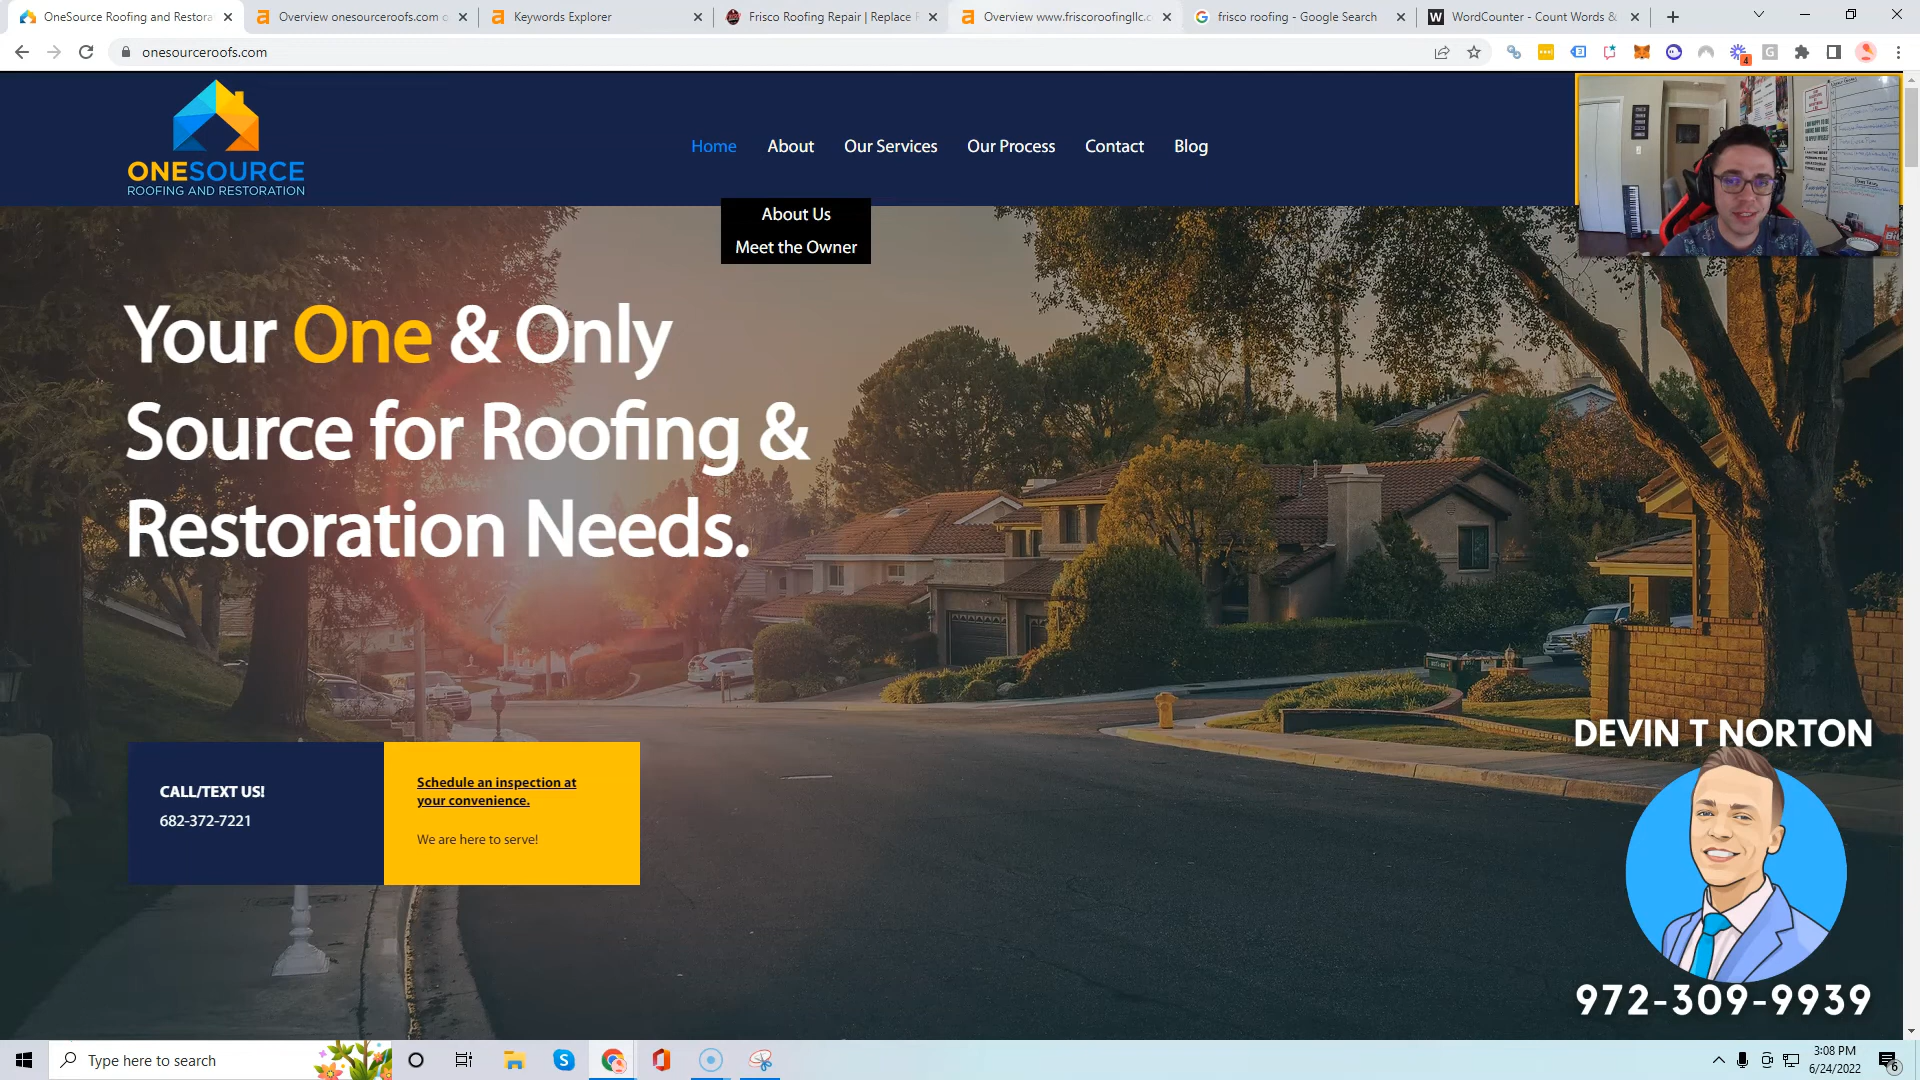 OneSource Roofing and Restora
Overview onesourceroofs.com o
Keywords Explorer
Frisco Roofing Repair | Replace R
Overview www.friscoroofingllc.c
frisco roofing - Google Search
WordCounter - Count Words &
onesourceroofs.com
4
ONESOURCE
ROOFING AND RESTORATION
Home
About
Our Services
Our Process
Contact
Blog
About Us
Meet the Owner
Your One & Only
Source for Roofing &
Restoration Needs.
CALL/TEXT US!
682-372-7221
Schedule an inspection at
your convenience.
We are here to serve!
DEVIN T NORTON
972-309-9939
Type here to search
3:08 PM
6/24/2022
6